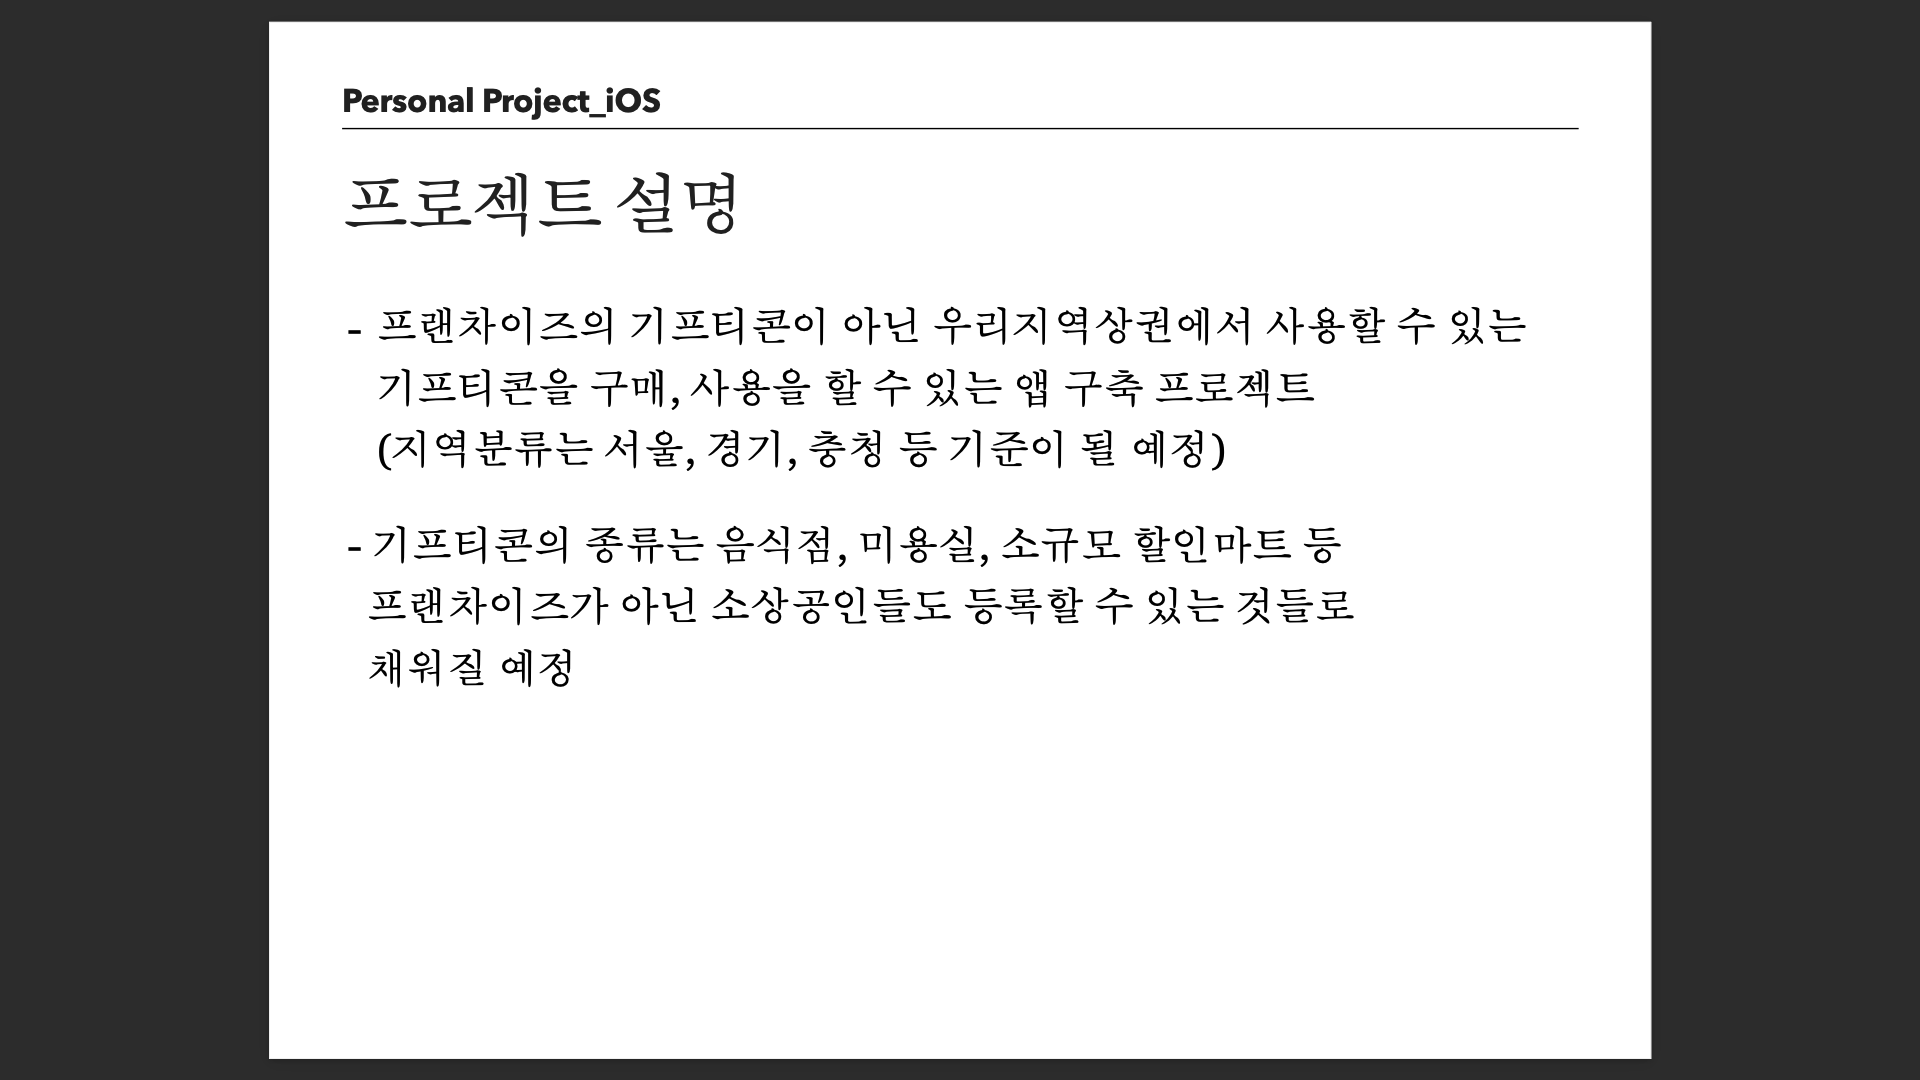 Personal Project_iOS
프로젝트 설명
- 프랜차이즈의 기프티콘이 아닌 우리지역상권에서 사용할 수 있는
기프티콘을 구매, 사용을 할 수 있는 앱 구축 프로젝트
(지역분류는 서울, 경기, 충청 등 기준이 될 예정)
- 기프티콘의 종류는 음식점, 미용실, 소규모 할인마트 등
프랜차이즈가 아닌 소상공인들도 등록할 수 있는 것들로
채워질 예정